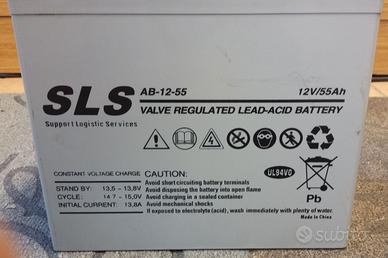 SLS
Support Logistic Services
AB-12-55
12V/55Ah
VALVE REGULATED LEAD-ACID BATTERY
UL94V0
Pb
CONSTANT VOLTAGE CHARGE
STAND BY: 13,5 - 13,8V
CYCLE: 14 7 - 15,0V
INITIAL CURRENT: 13,8A
CAUTION:
Avoid short circuiting battery terminals
Avoid disposing the battery into open flame
Avoid charging in a sealed container
Avoid mechanical shocks
If exposed to electrolyte (acid), wash immediately with plenty of water.
Made in China
subito